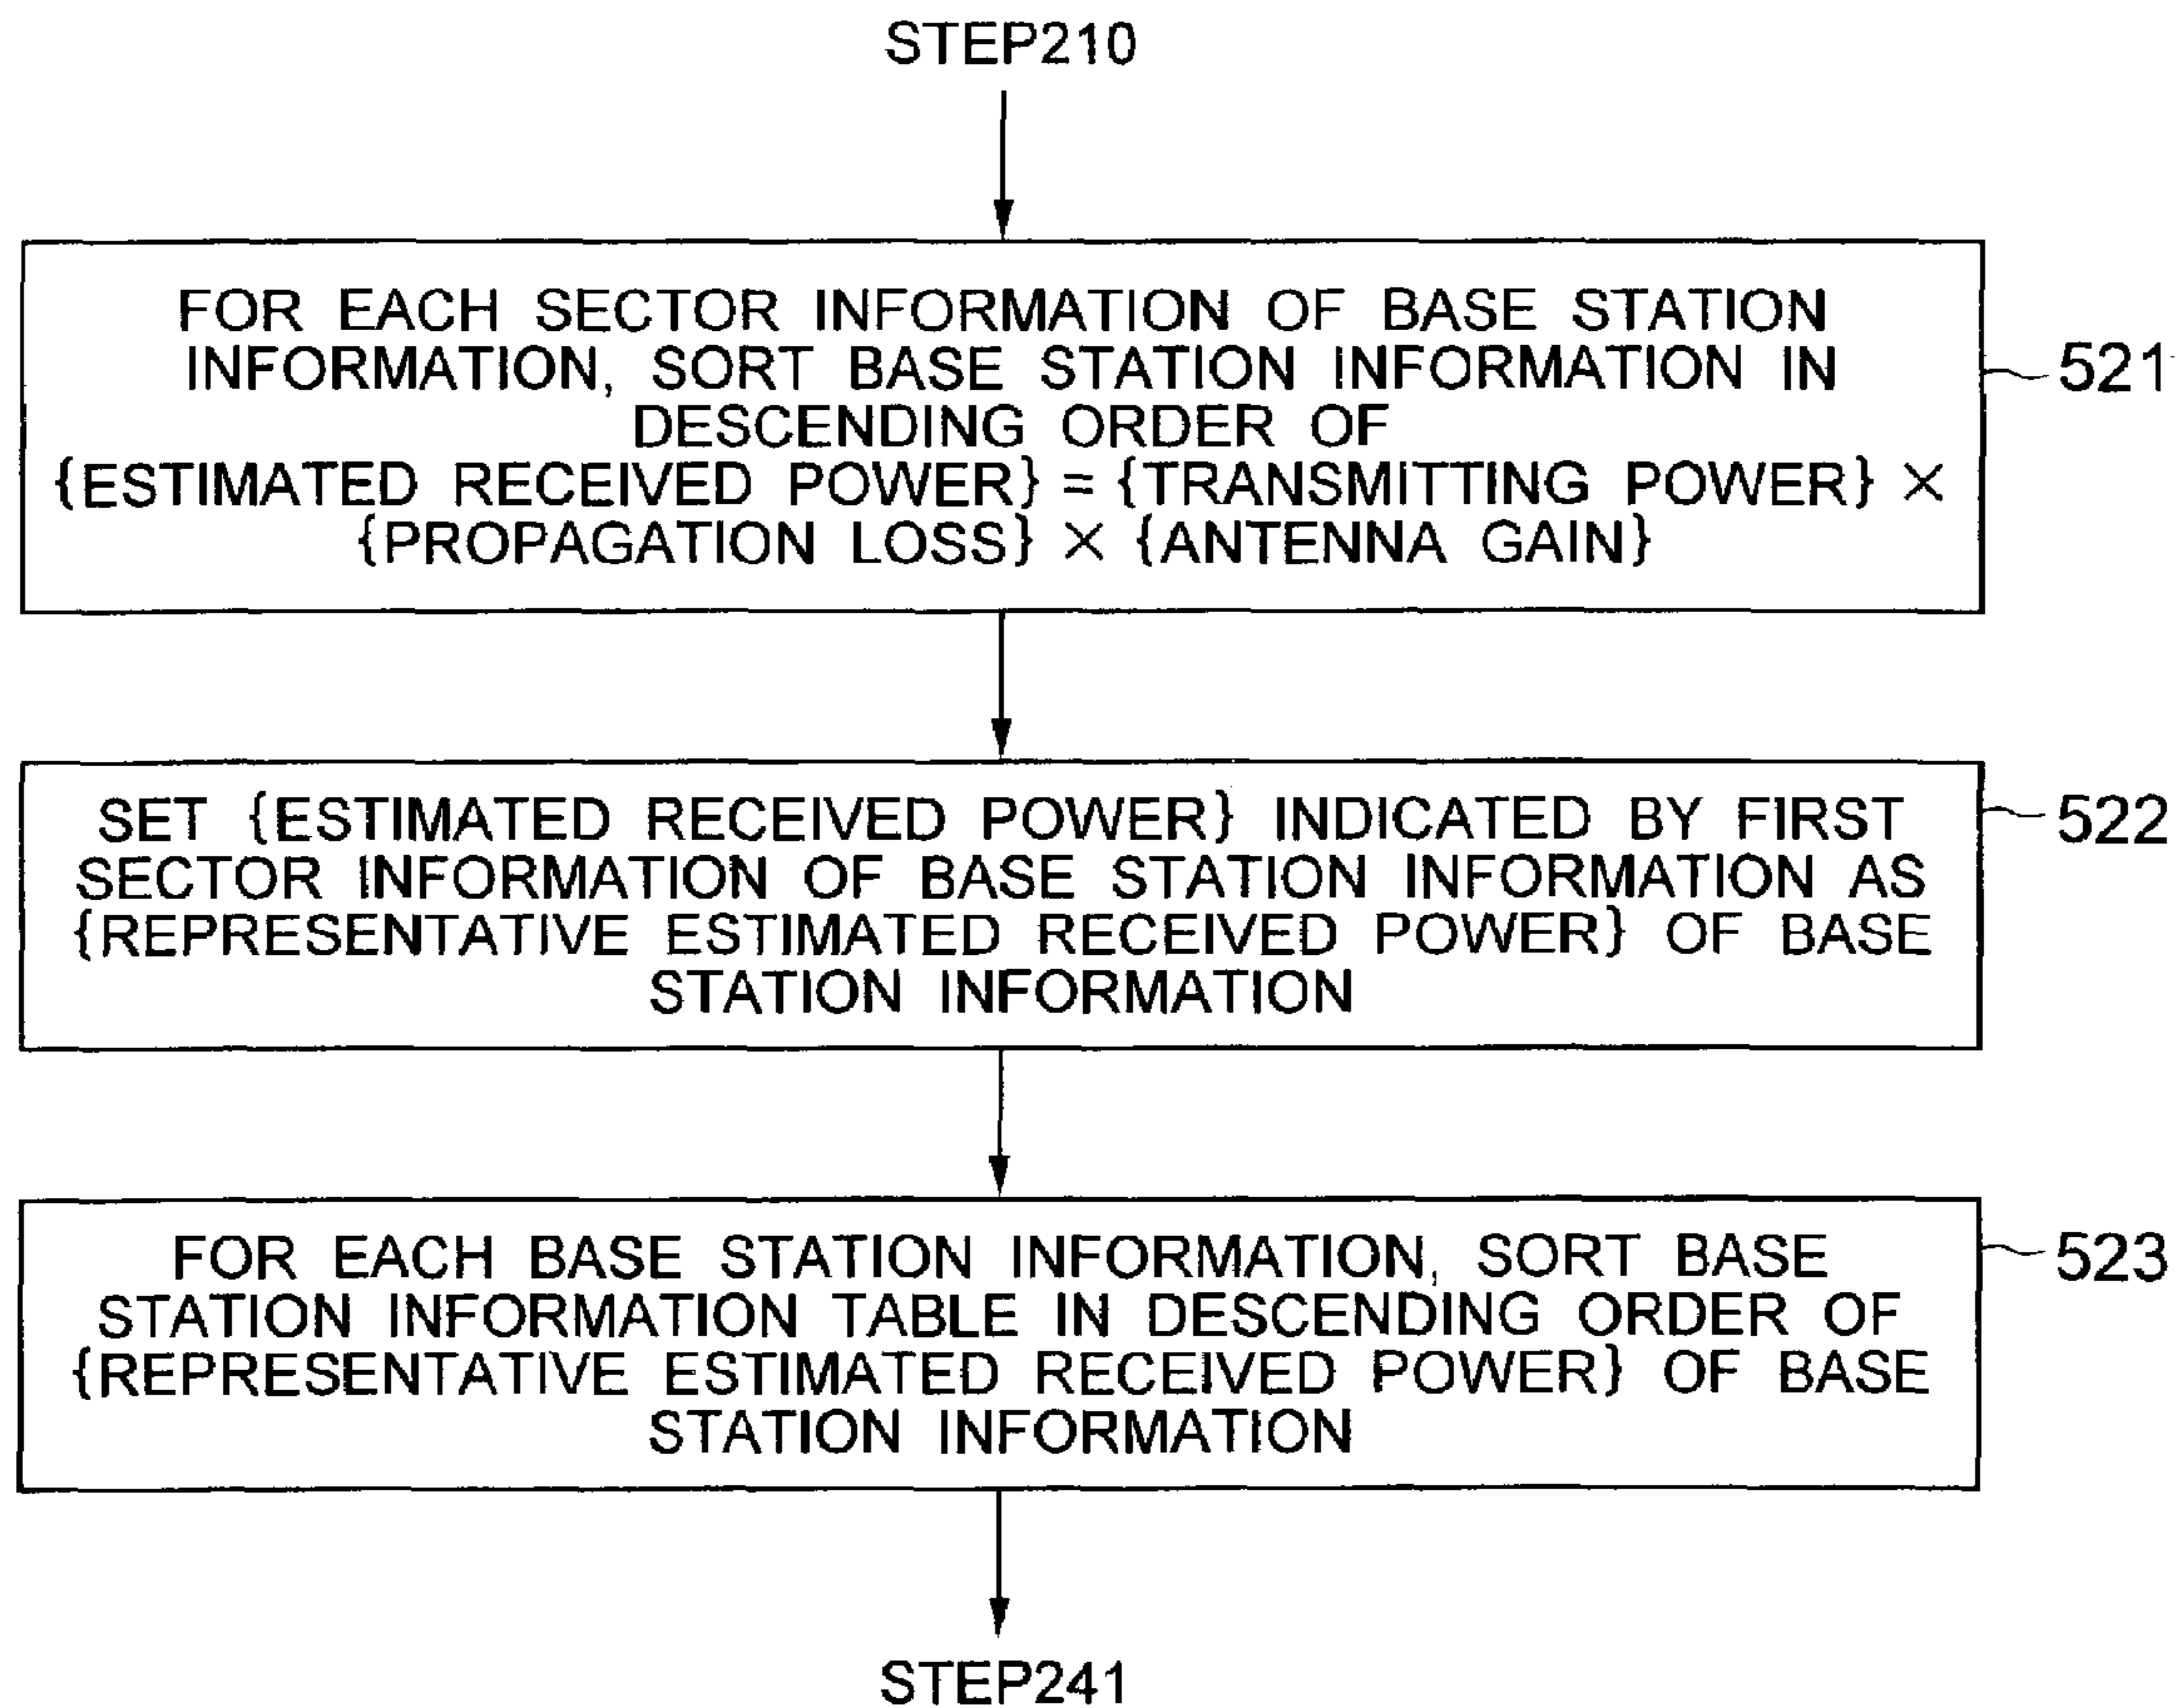 STEP210
FOR EACH SECTOR INFORMATION OF BASE STATION
INFORMATION, SORT BASE STATION INFORMATION IN
DESCENDING ORDER OF
{ESTIMATED RECEIVED POWER} = {TRANSMITTING POWER} ×
{PROPAGATION LOSS} × {ANTENNA GAIN}
521
SET {ESTIMATED RECEIVED POWER} INDICATED BY FIRST
SECTOR INFORMATION OF BASE STATION INFORMATION AS
{REPRESENTATIVE ESTIMATED RECEIVED POWER} OF BASE
STATION INFORMATION
522
FOR EACH BASE STATION INFORMATION, SORT BASE
STATION INFORMATION TABLE IN DESCENDING ORDER OF
{REPRESENTATIVE ESTIMATED RECEIVED POWER} OF BASE
STATION INFORMATION
523
STEP241